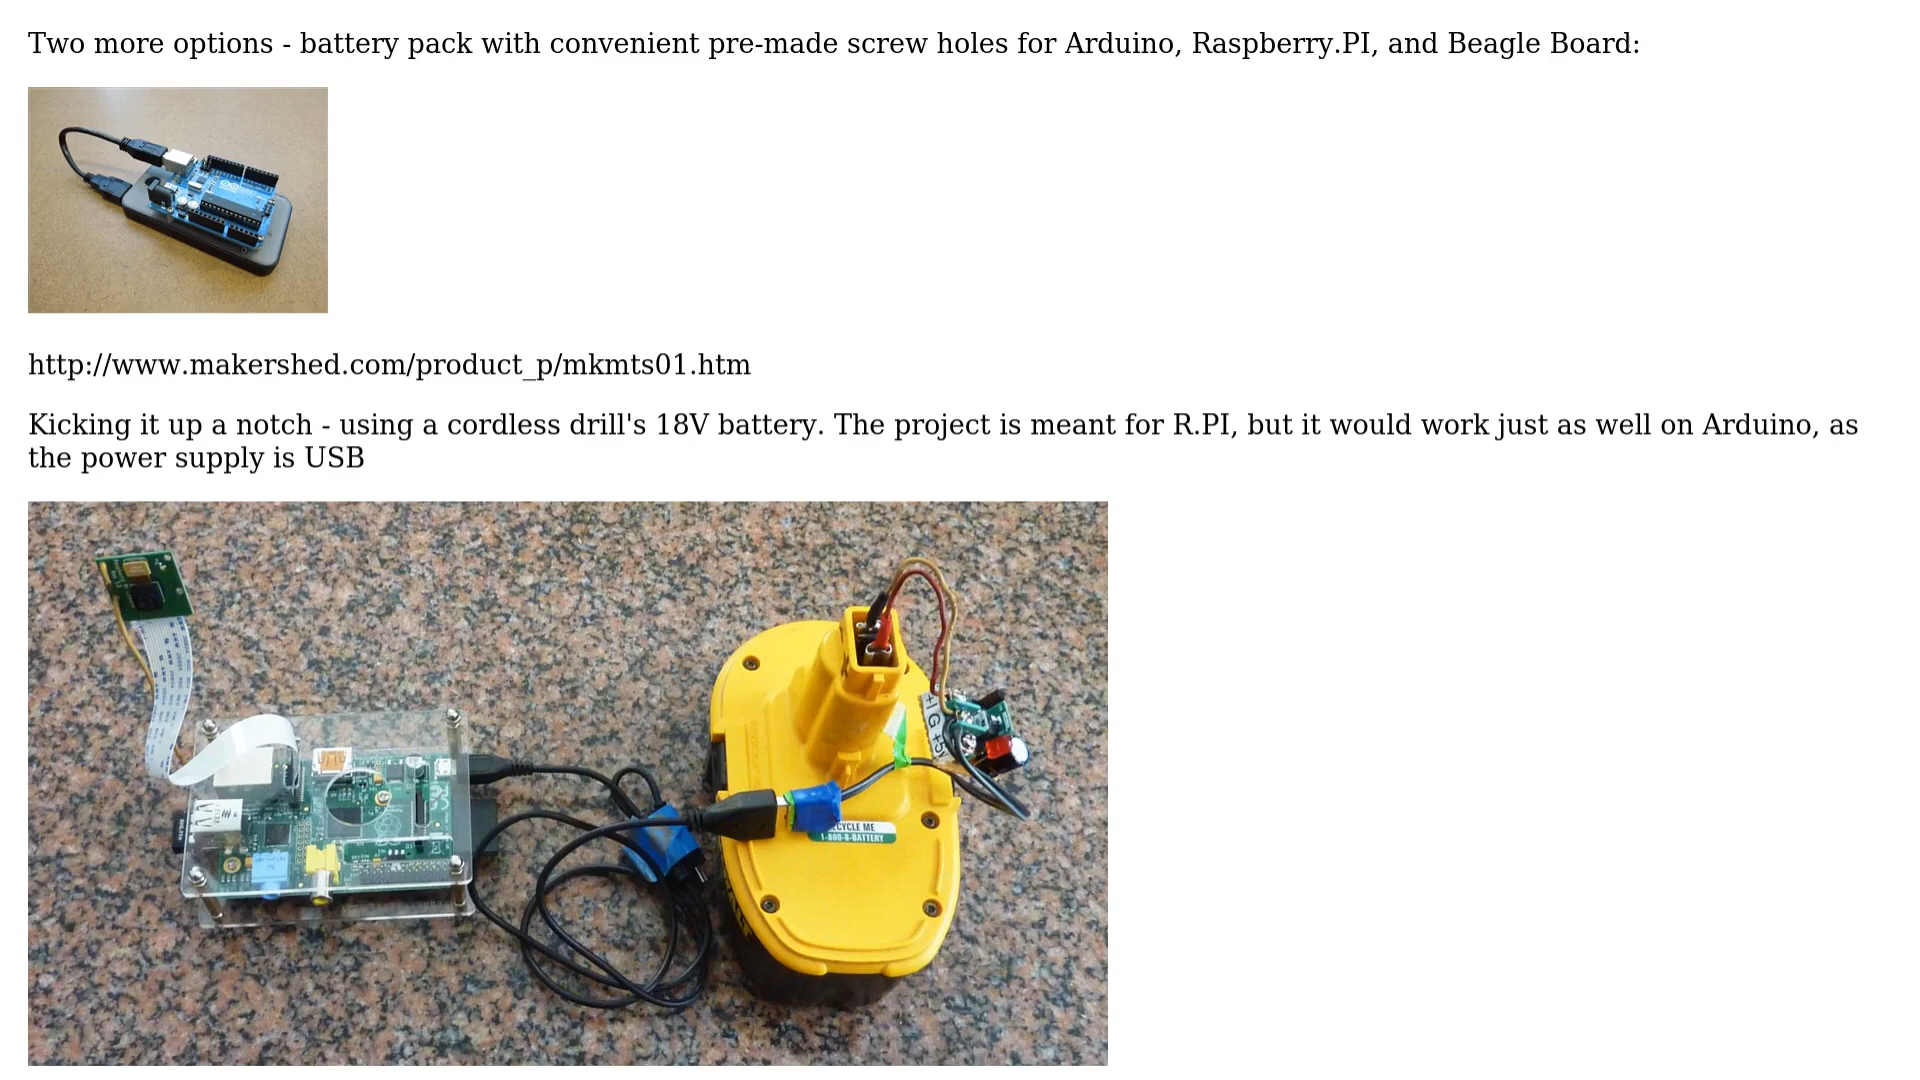 Two more options - battery pack with convenient pre-made screw holes for Arduino, Raspberry.PI, and Beagle Board:
http://www.makershed.com/product_p/mkmts01.htm
Kicking it up a notch - using a cordless drill's 18V battery. The project is meant for R.PI, but it would work just as well on Arduino, as
the power supply is USB
+I G +5v
CYCLE ME
1-800-8-BATTERY